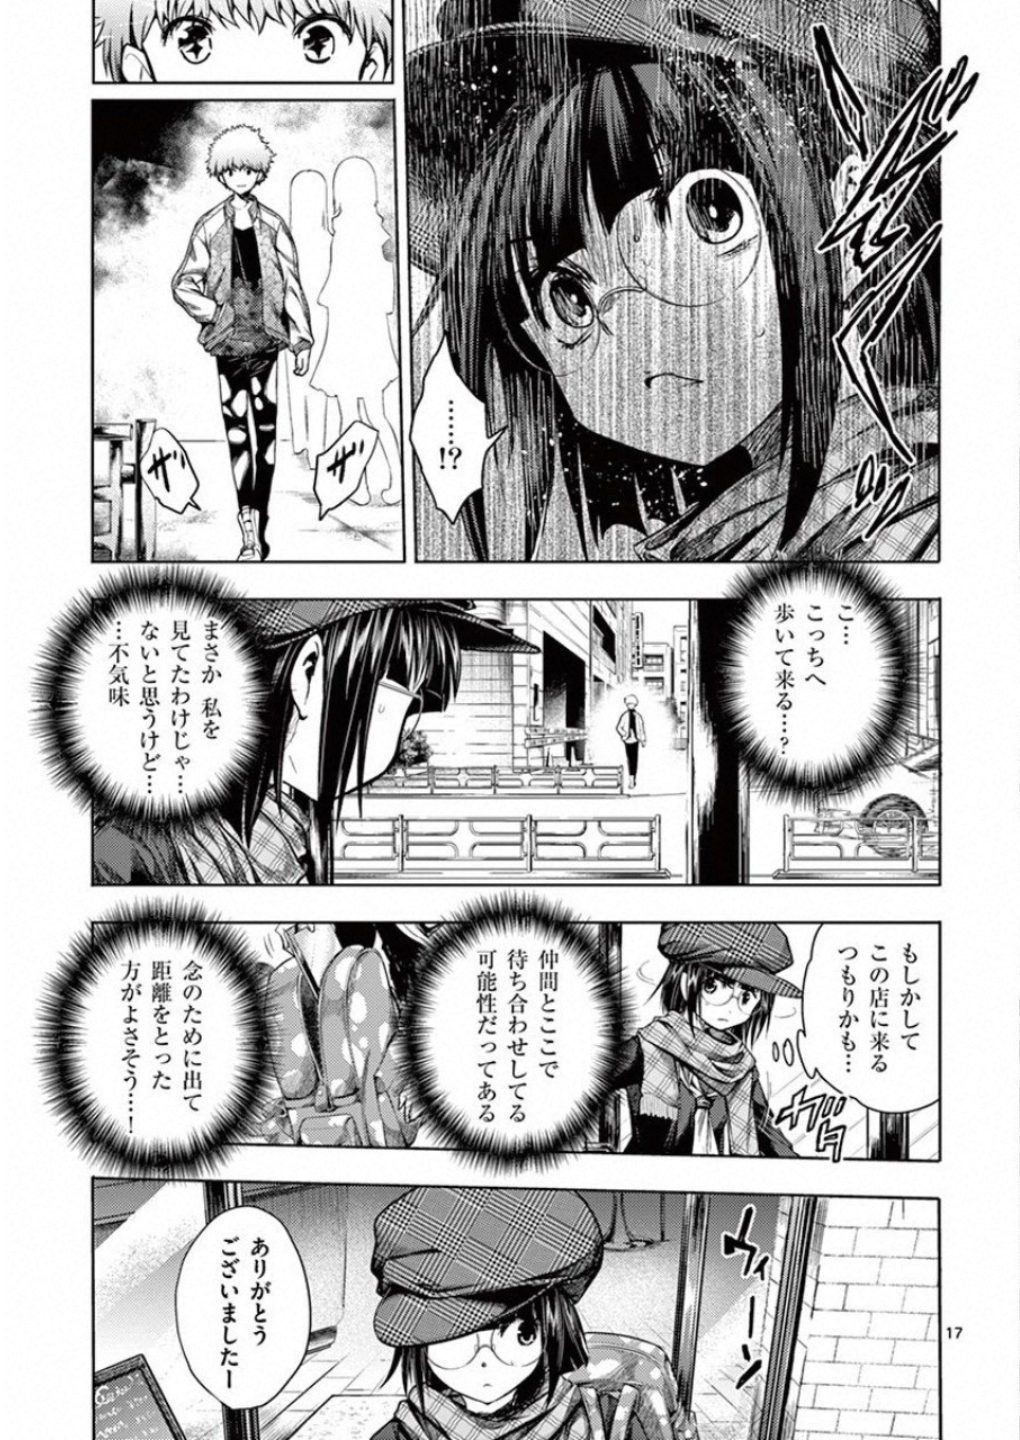 ……
!?
ザッ
ザッ
こ…
こっちへ
歩いて来る…?
まさか 私を
見てたわけじゃ…
ないと思うけど…
…不気味
もしかして
この店に来る
つもりかも…
ガタ
仲間とここで
待ち合わせしてる
可能性だってある
念のために出て
距離をとった
方がよさそう…!
ウィーン
ありがとう
ございましたー
17